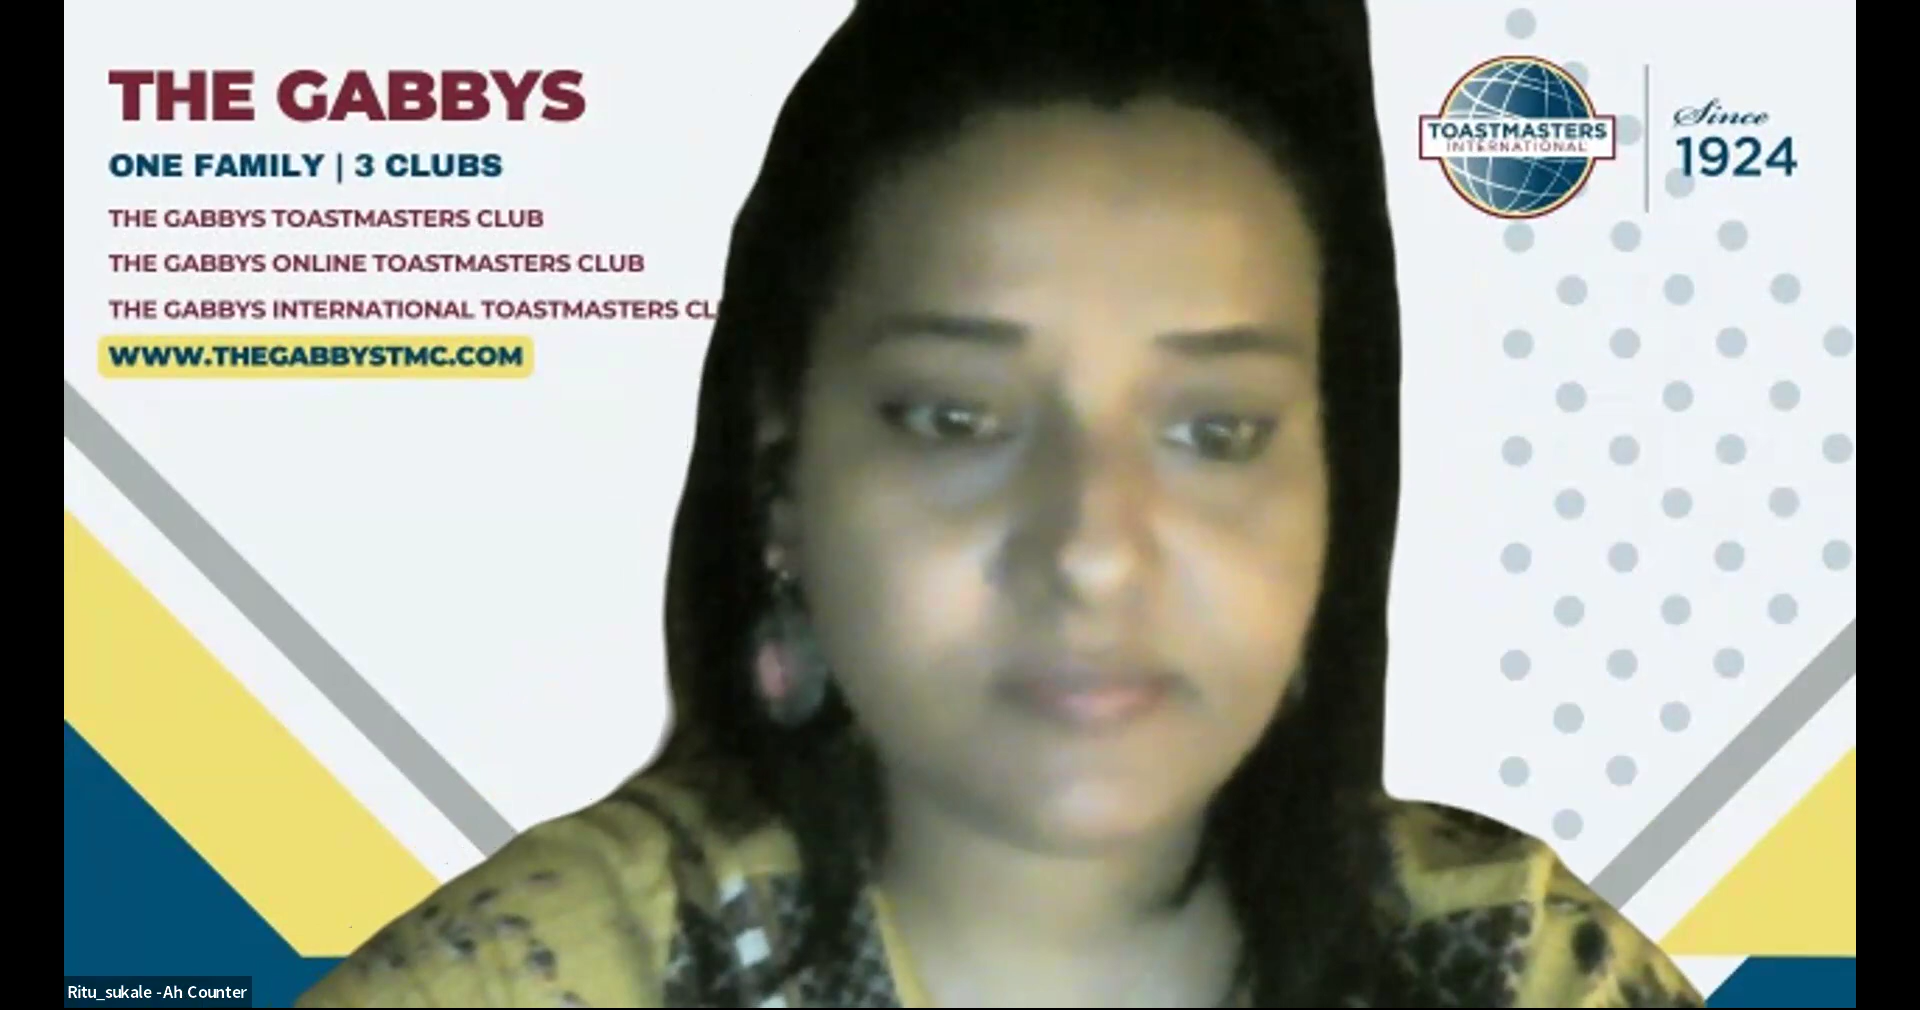 THE GABBYS
ONE FAMILY | 3 CLUBS
THE GABBYS TOASTMASTERS CLUB
THE GABBYS ONLINE TOASTMASTERS CLUB
THE GABBYS INTERNATIONAL TOASTMASTERS CL
WWW.THEGABBYSTMC.COM
TOASTMASTERS
INTERNATIONAL
Since
1924
Ritu_sukale -Ah Counter